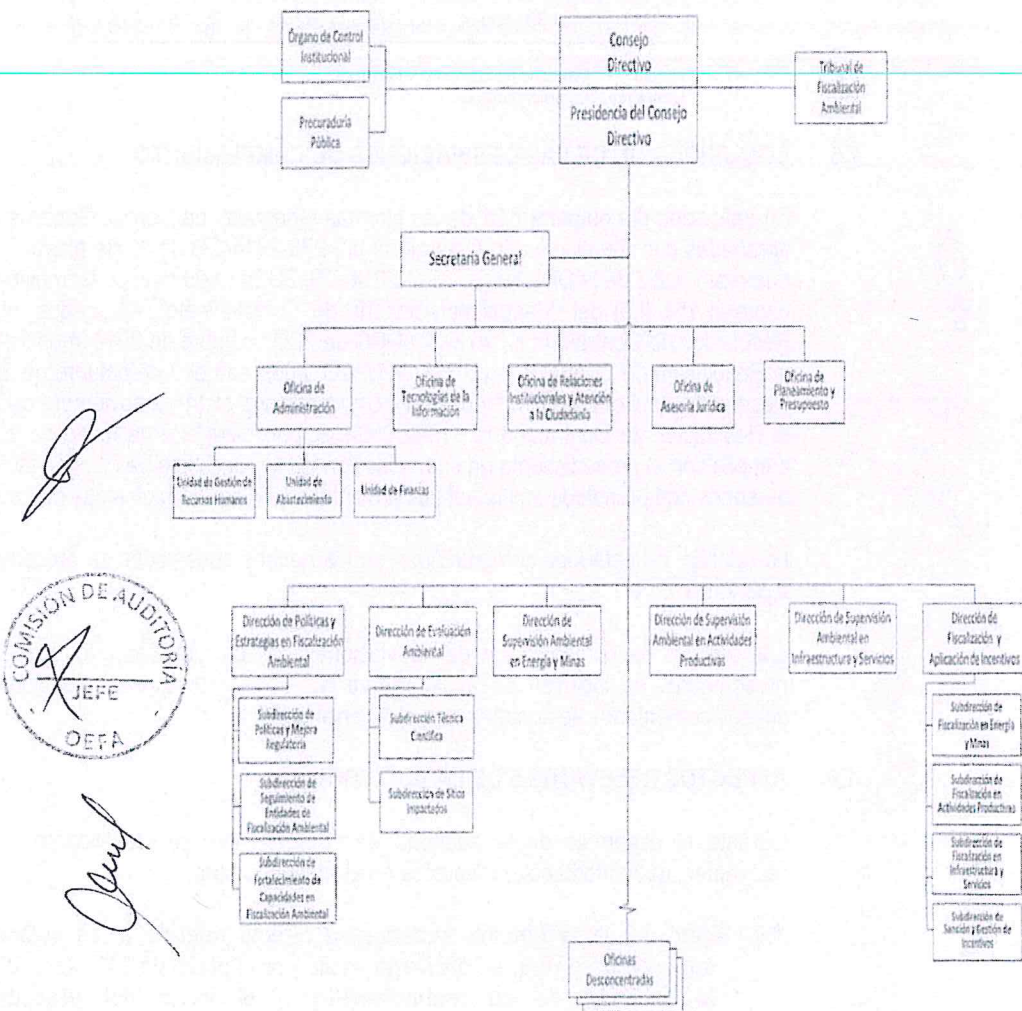 Órgano de Control
Institucional
Procuraduría
Pública
Consejo
Directivo
Presidencia del Consejo
Directivo
Tribunal de
Fiscalización
Ambiental
Secretaría General
Oficina de
Administración
Oficina de
Tecnologías de la
Información
Oficina de Relaciones
Institucionales y Atención
a la Ciudadanía
Oficina de
Asesoría Jurídica
Oficina de
Planeamiento y
Presupuesto
Unidad de Gestión de
Recursos Humanos
Unidad de
Abastecimiento
Unidad de Finanzas
COMISIÓN DE AUDITORIA
JEFE
OEFA
Dirección de Políticas y
Estrategias en Fiscalización
Ambiental
Dirección de Evaluación
Ambiental
Dirección de
Supervisión Ambiental
en Energía y Minas
Dirección de Supervisión
Ambiental en Actividades
Productivas
Dirección de Supervisión
Ambiental en
Infraestructura y Servicios
Dirección de
Fiscalización y
Aplicación de Incentivos
Subdirección de
Políticas y Mejora
Regulatoria
Subdirección de
Seguimiento de
Entidades de
Fiscalización Ambiental
Subdirección de
Fortalecimiento de
Capacidades en
Fiscalización Ambiental
Subdirección Técnica
Científica
Subdirección de Sitios
Impactados
Subdirección de
Fiscalización en Energía
y Minas
Subdirección de
Fiscalización en
Actividades Productivas
Subdirección de
Fiscalización en
Infraestructura y
Servicios
Subdirección de
Sanción y Gestión de
Incentivos
Oficinas
Desconcentradas